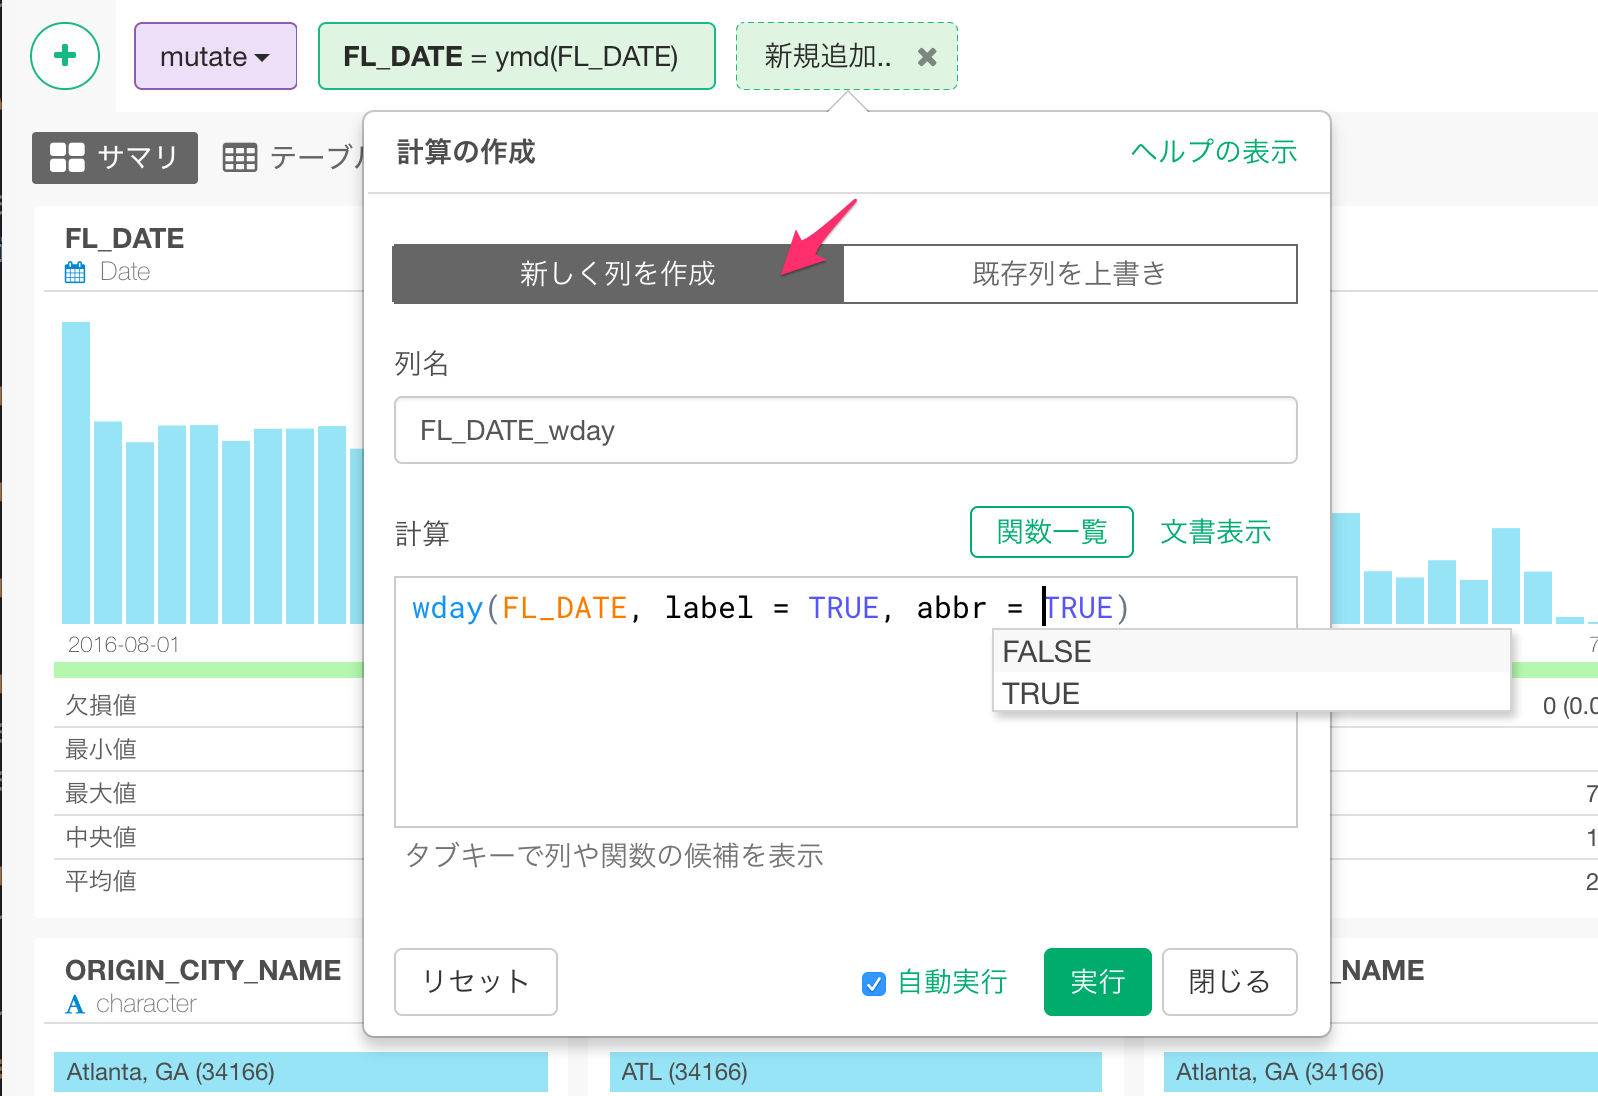 mutate
FL_DATE = ymd(FL_DATE)
新規追加..
計算の作成
ヘルプの表示
サマリ
テーブル
新しく列を作成
既存列を上書き
FL_DATE
Date
列名
FL_DATE_wday
計算
関数一覧
文書表示
wday(FL_DATE, label = TRUE, abbr = TRUE)
FALSE
TRUE
2016-08-01
7
欠損値
0 (0.0
最小値
最大値
7
中央値
1
平均値
2
タブキーで列や関数の候補を表示
リセット
自動実行
実行
閉じる
ORIGIN_CITY_NAME
character
_NAME
Atlanta, GA (34166)
ATL (34166)
Atlanta, GA (34166)